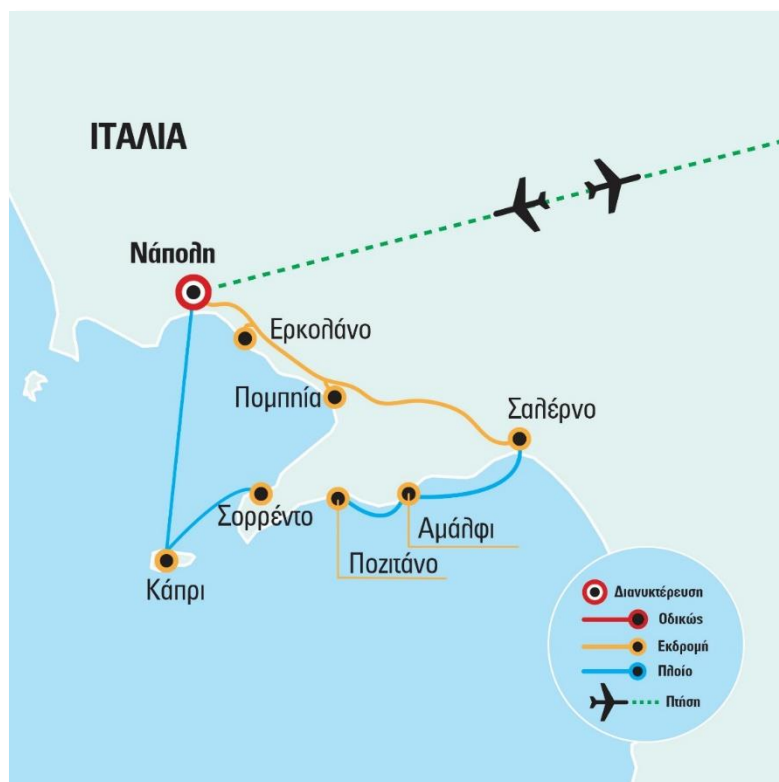 ΙΤΑΛΙΑ
Νάπολη
Ερκολάνο
Πομπηία
Σαλέρνο
Σορρέντο
Αμάλφι
Ποζιτάνο
Κάπρι
Διανυκτέρευση
Οδικώς
Εκδρομή
Πλοίο
Πτήση